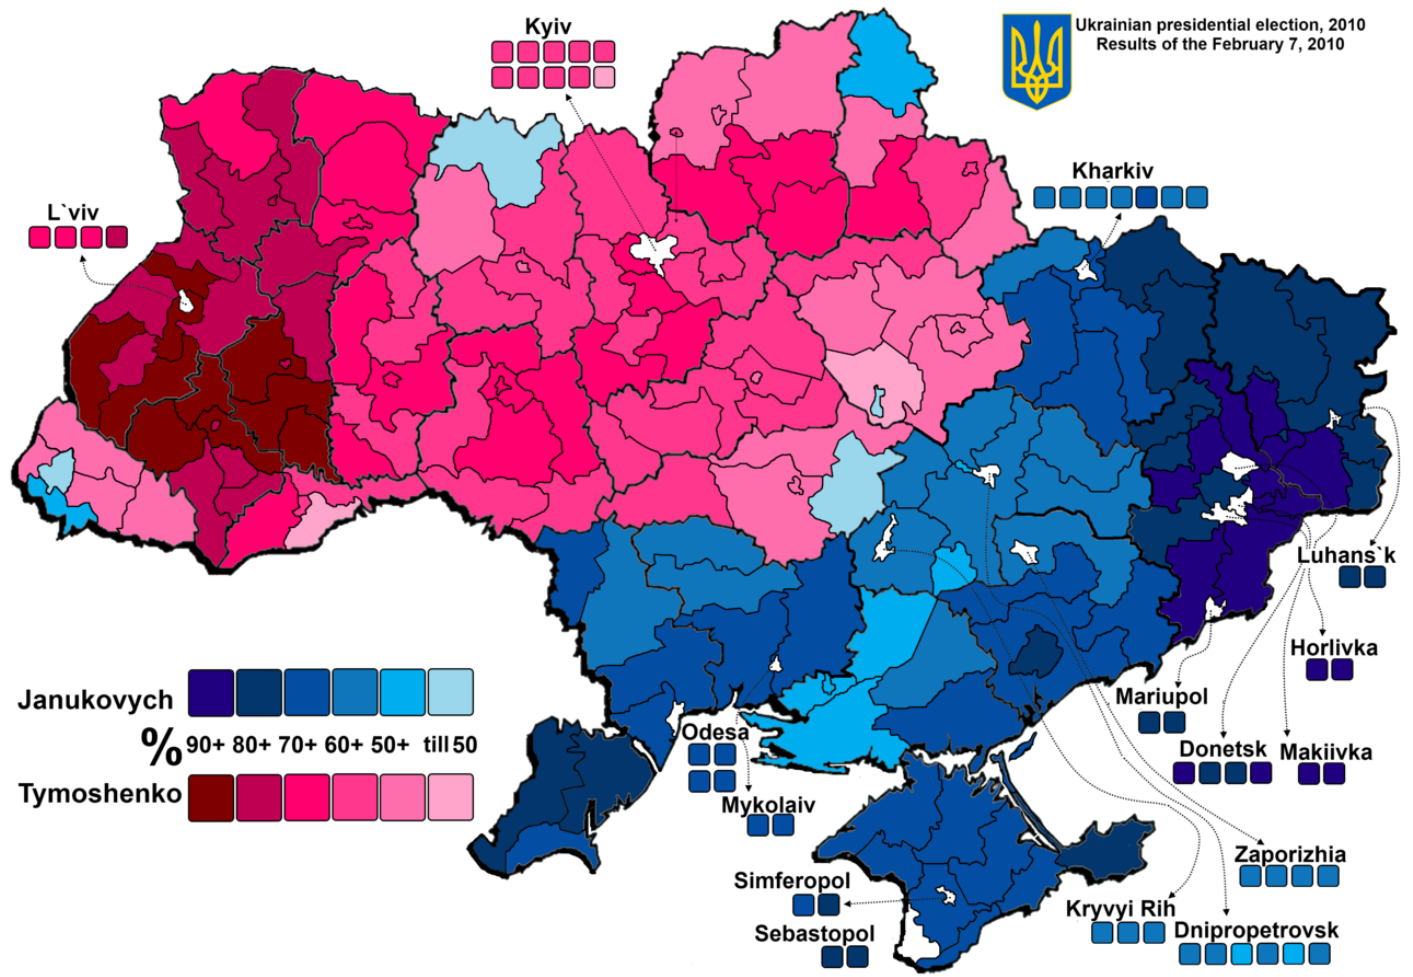 Ukrainian presidential election, 2010
Results of the February 7, 2010
Kyiv
Kharkiv
L`viv
Luhans`k
Horlivka
Mariupol
Donetsk
Makiivka
Odesa
Mykolaiv
Zaporizhia
Simferopol
Kryvyi Rih
Dnipropetrovsk
Sebastopol
Janukovych
% 90+ 80+ 70+ 60+ 50+ till 50
Tymoshenko